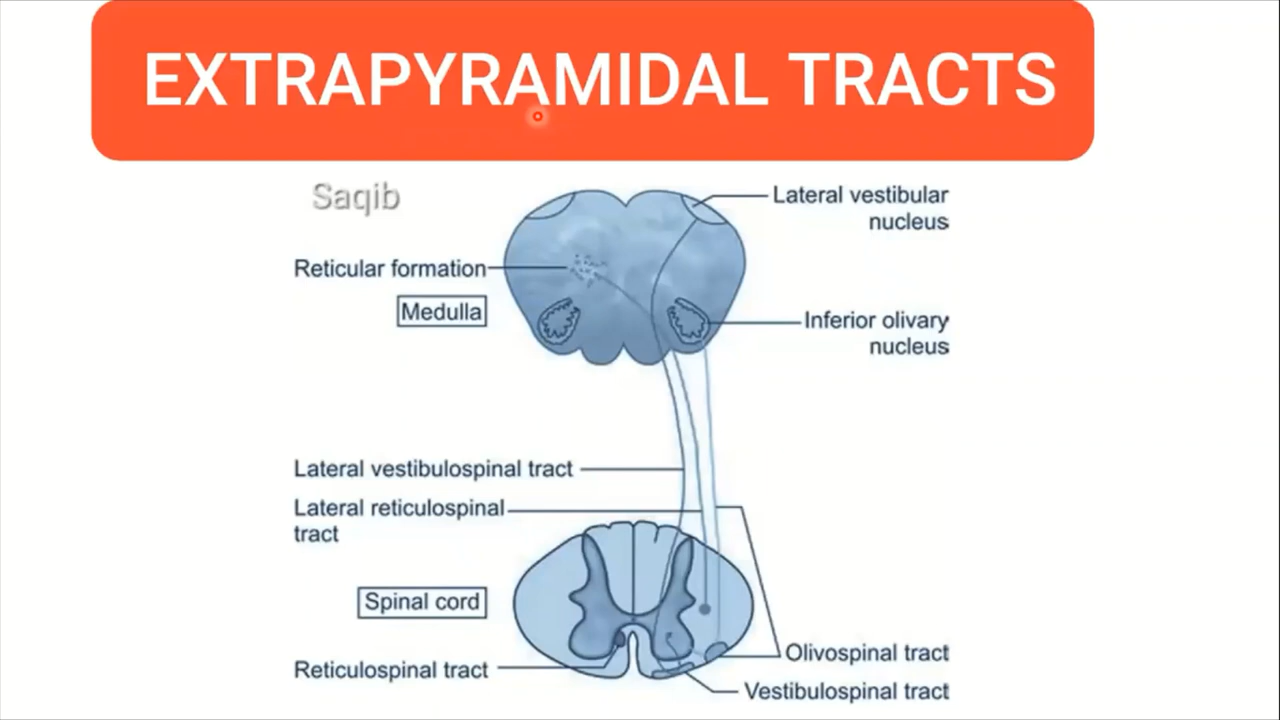 EXTRAPYRAMIDAL TRACTS
Saqib
Lateral vestibular
nucleus
Reticular formation
Medulla
Inferior olivary
nucleus
Lateral vestibulospinal tract
Lateral reticulospinal
tract
Spinal cord
Olivospinal tract
Reticulospinal tract
Vestibulospinal tract